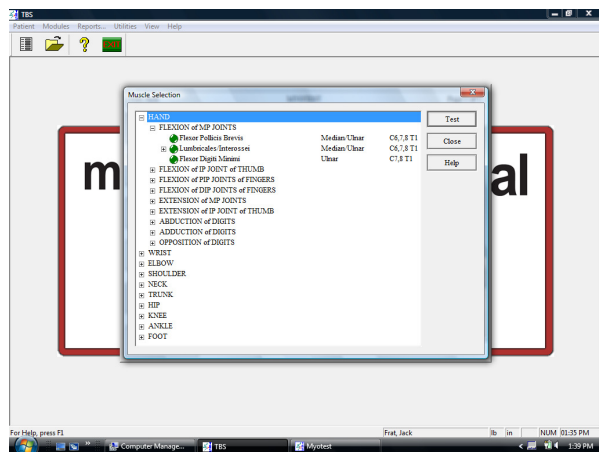 TBS
Patient Modules Reports... Utilities View Help
EXIT
Muscle Selection
HAND
FLEXION of MP JOINTS
Flexor Pollicis Brevis Median/Ulnar C6,7,8 T1
Lumbricales/Interossei Median/Ulnar C6,7,8 T1
Flexor Digiti Minimi Ulnar C7,8 T1
FLEXION of IP JOINT of THUMB
FLEXION of PIP JOINTS of FINGERS
FLEXION of DIP JOINTS of FINGERS
EXTENSION of MP JOINTS
EXTENSION of IP JOINT of THUMB
ABDUCTION of DIGITS
ADDUCTION of DIGITS
OPPOSITION of DIGITS
WRIST
ELBOW
SHOULDER
NECK
TRUNK
HIP
KNEE
ANKLE
FOOT
Test
Close
Help
m al
For Help, press F1 Frat, Jack lb in NUM 01:35 PM
Computer Manage... TBS Myotest 1:39 PM